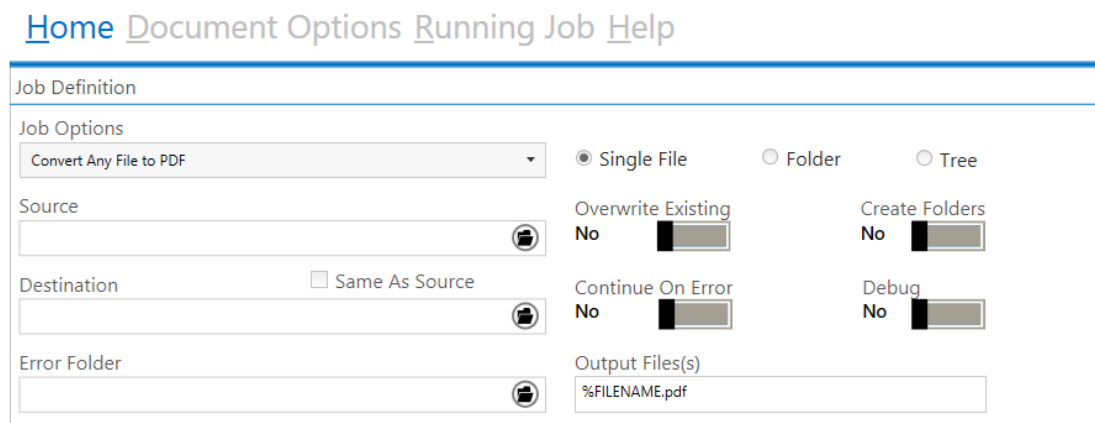 Home Document Options Running Job Help
Job Definition
Job Options
Convert Any File to PDF
Single File Folder Tree
Source
Overwrite Existing Create Folders
No No
Destination Same As Source
Continue On Error Debug
No No
Error Folder
Output Files(s)
%FILENAME.pdf